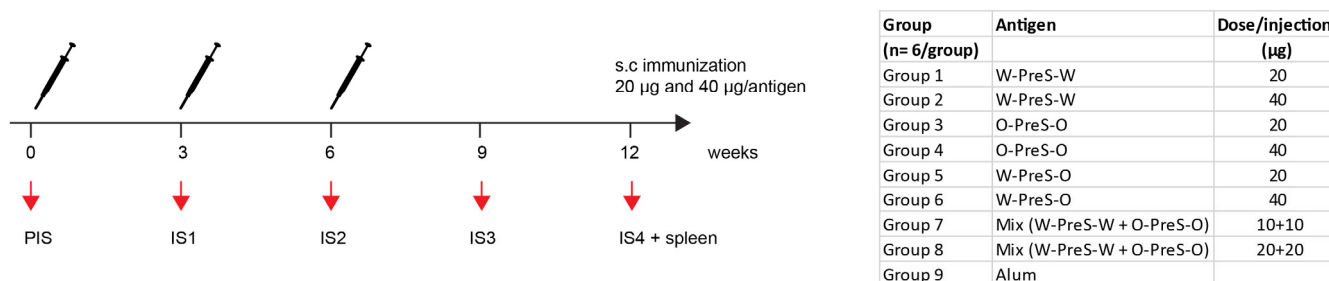 s.c immunization
20 µg and 40 µg/antigen
0 3 6 9 12 weeks
PIS IS1 IS2 IS3 IS4 + spleen
Group Antigen Dose/injection
(n= 6/group) (µg)
Group 1 W-PreS-W 20
Group 2 W-PreS-W 40
Group 3 O-PreS-O 20
Group 4 O-PreS-O 40
Group 5 W-PreS-O 20
Group 6 W-PreS-O 40
Group 7 Mix (W-PreS-W + O-PreS-O) 10+10
Group 8 Mix (W-PreS-W + O-PreS-O) 20+20
Group 9 Alum